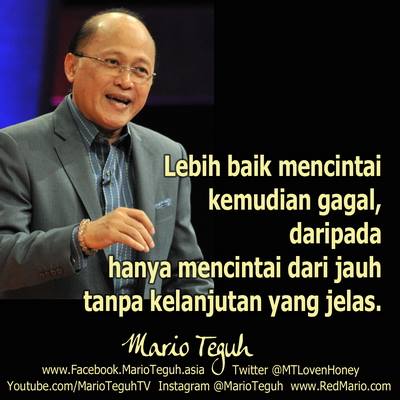 Lebih baik mencintai
kemudian gagal,
daripada
hanya mencintai dari jauh
tanpa kelanjutan yang jelas.
Mario Teguh
www.Facebook.MarioTeguh.asia Twitter @MTLovenHoney
Youtube.com/MarioTeguhTV Instagram @MarioTeguh www.RedMario.com